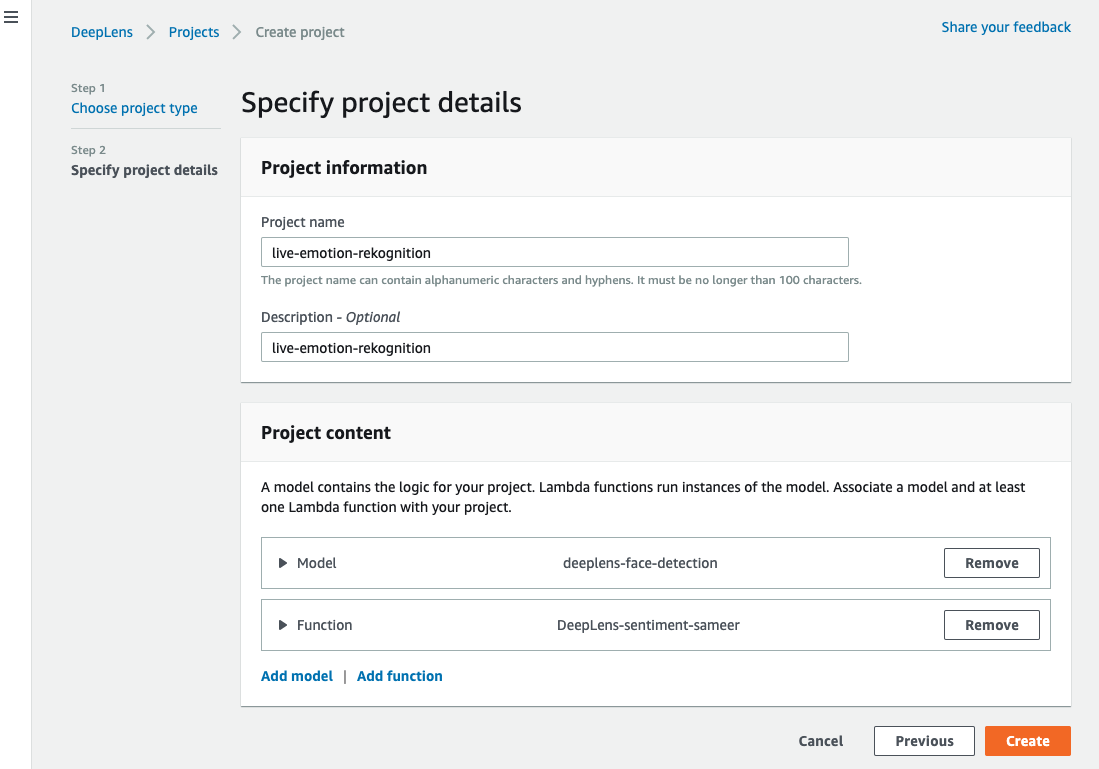 DeepLens Projects Create project
Share your feedback
Step 1
Choose project type
Step 2
Specify project details
Specify project details
Project information
Project name
live-emotion-rekognition
The project name can contain alphanumeric characters and hyphens. It must be no longer than 100 characters.
Description - Optional
live-emotion-rekognition
Project content
A model contains the logic for your project. Lambda functions run instances of the model. Associate a model and at least
one Lambda function with your project.
Model deeplens-face-detection Remove
Function DeepLens-sentiment-sameer Remove
Add model | Add function
Cancel Previous Create